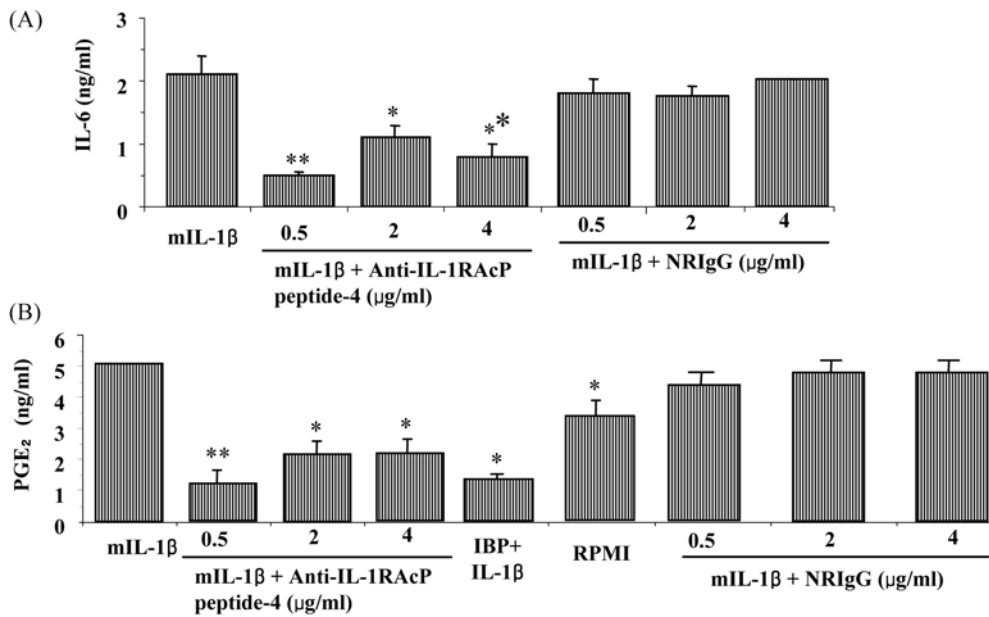 (A)
IL-6 (ng/ml)
3
2
1
0
** * ** 
mIL-1β
0.5 2 4 0.5 2 4
mIL-1β + Anti-IL-1RAcP
peptide-4 (μg/ml)
mIL-1β + NRIgG (μg/ml)
(B)
PGE₂ (ng/ml)
6
5
4
3
2
1
0
** * * * *
mIL-1β
0.5 2 4
mIL-1β + Anti-IL-1RAcP
peptide-4 (μg/ml)
IBP+
IL-1β
RPMI
0.5 2 4
mIL-1β + NRIgG (μg/ml)